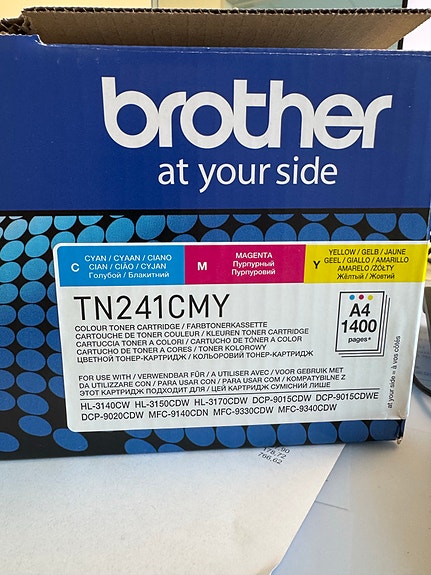 brother
at your side
C
CYAN / CYAAN / CIANO
CIAN / CIÃO / CYJAN
Голубой / Блакитний
M
MAGENTA
Пурпурный
Пурпуровий
Y
YELLOW / GELB / JAUNE
GEEL / GIALLO / AMARILLO
AMARELO / ŻÓŁTY
Жёлтый / Жовтий
TN241CMY
COLOUR TONER CARTRIDGE / FARBTONERKASSETTE
CARTOUCHE DE TONER COULEUR / KLEUREN TONER CARTRIDGE
CARTUCCIA TONER A COLORI / CARTUCHO DE TONER A COLOR
CARTUCHO DE TONER A CORES / TONER KOLOROWY
ЦВЕТНОЙ ТОНЕР-КАРТРИДЖ / КОЛЬОРОВИЙ ТОНЕР-КАРТРИДЖ
A4
1400
pages*
FOR USE WITH / VERWENDBAR FÜR / A UTILISER AVEC / VOOR GEBRUIK MET
DA UTILIZZARE CON / PARA USAR CON / PARA USAR COM / KOMPATYBILNE Z
ЭТОТ КАРТРИДЖ ПОДХОДИТ ДЛЯ / ЦЕЙ КАРТРИДЖ СУМІСНИЙ ЛИШЕ
HL-3140CW HL-3150CDW HL-3170CDW DCP-9015CDW DCP-9015CDWE
DCP-9020CDW MFC-9140CDN MFC-9330CDW MFC-9340CDW
at your side = à vos côtés
178,72
766,62